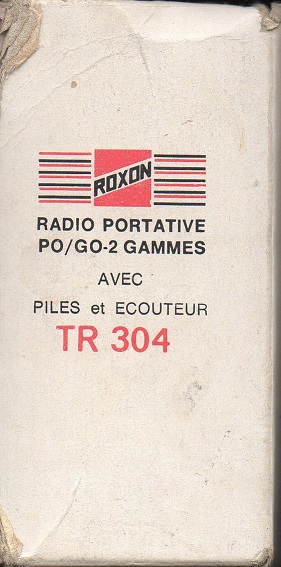 ROXON
RADIO PORTATIVE
PO/GO-2 GAMMES
AVEC
PILES et ECOUTEUR
TR 304